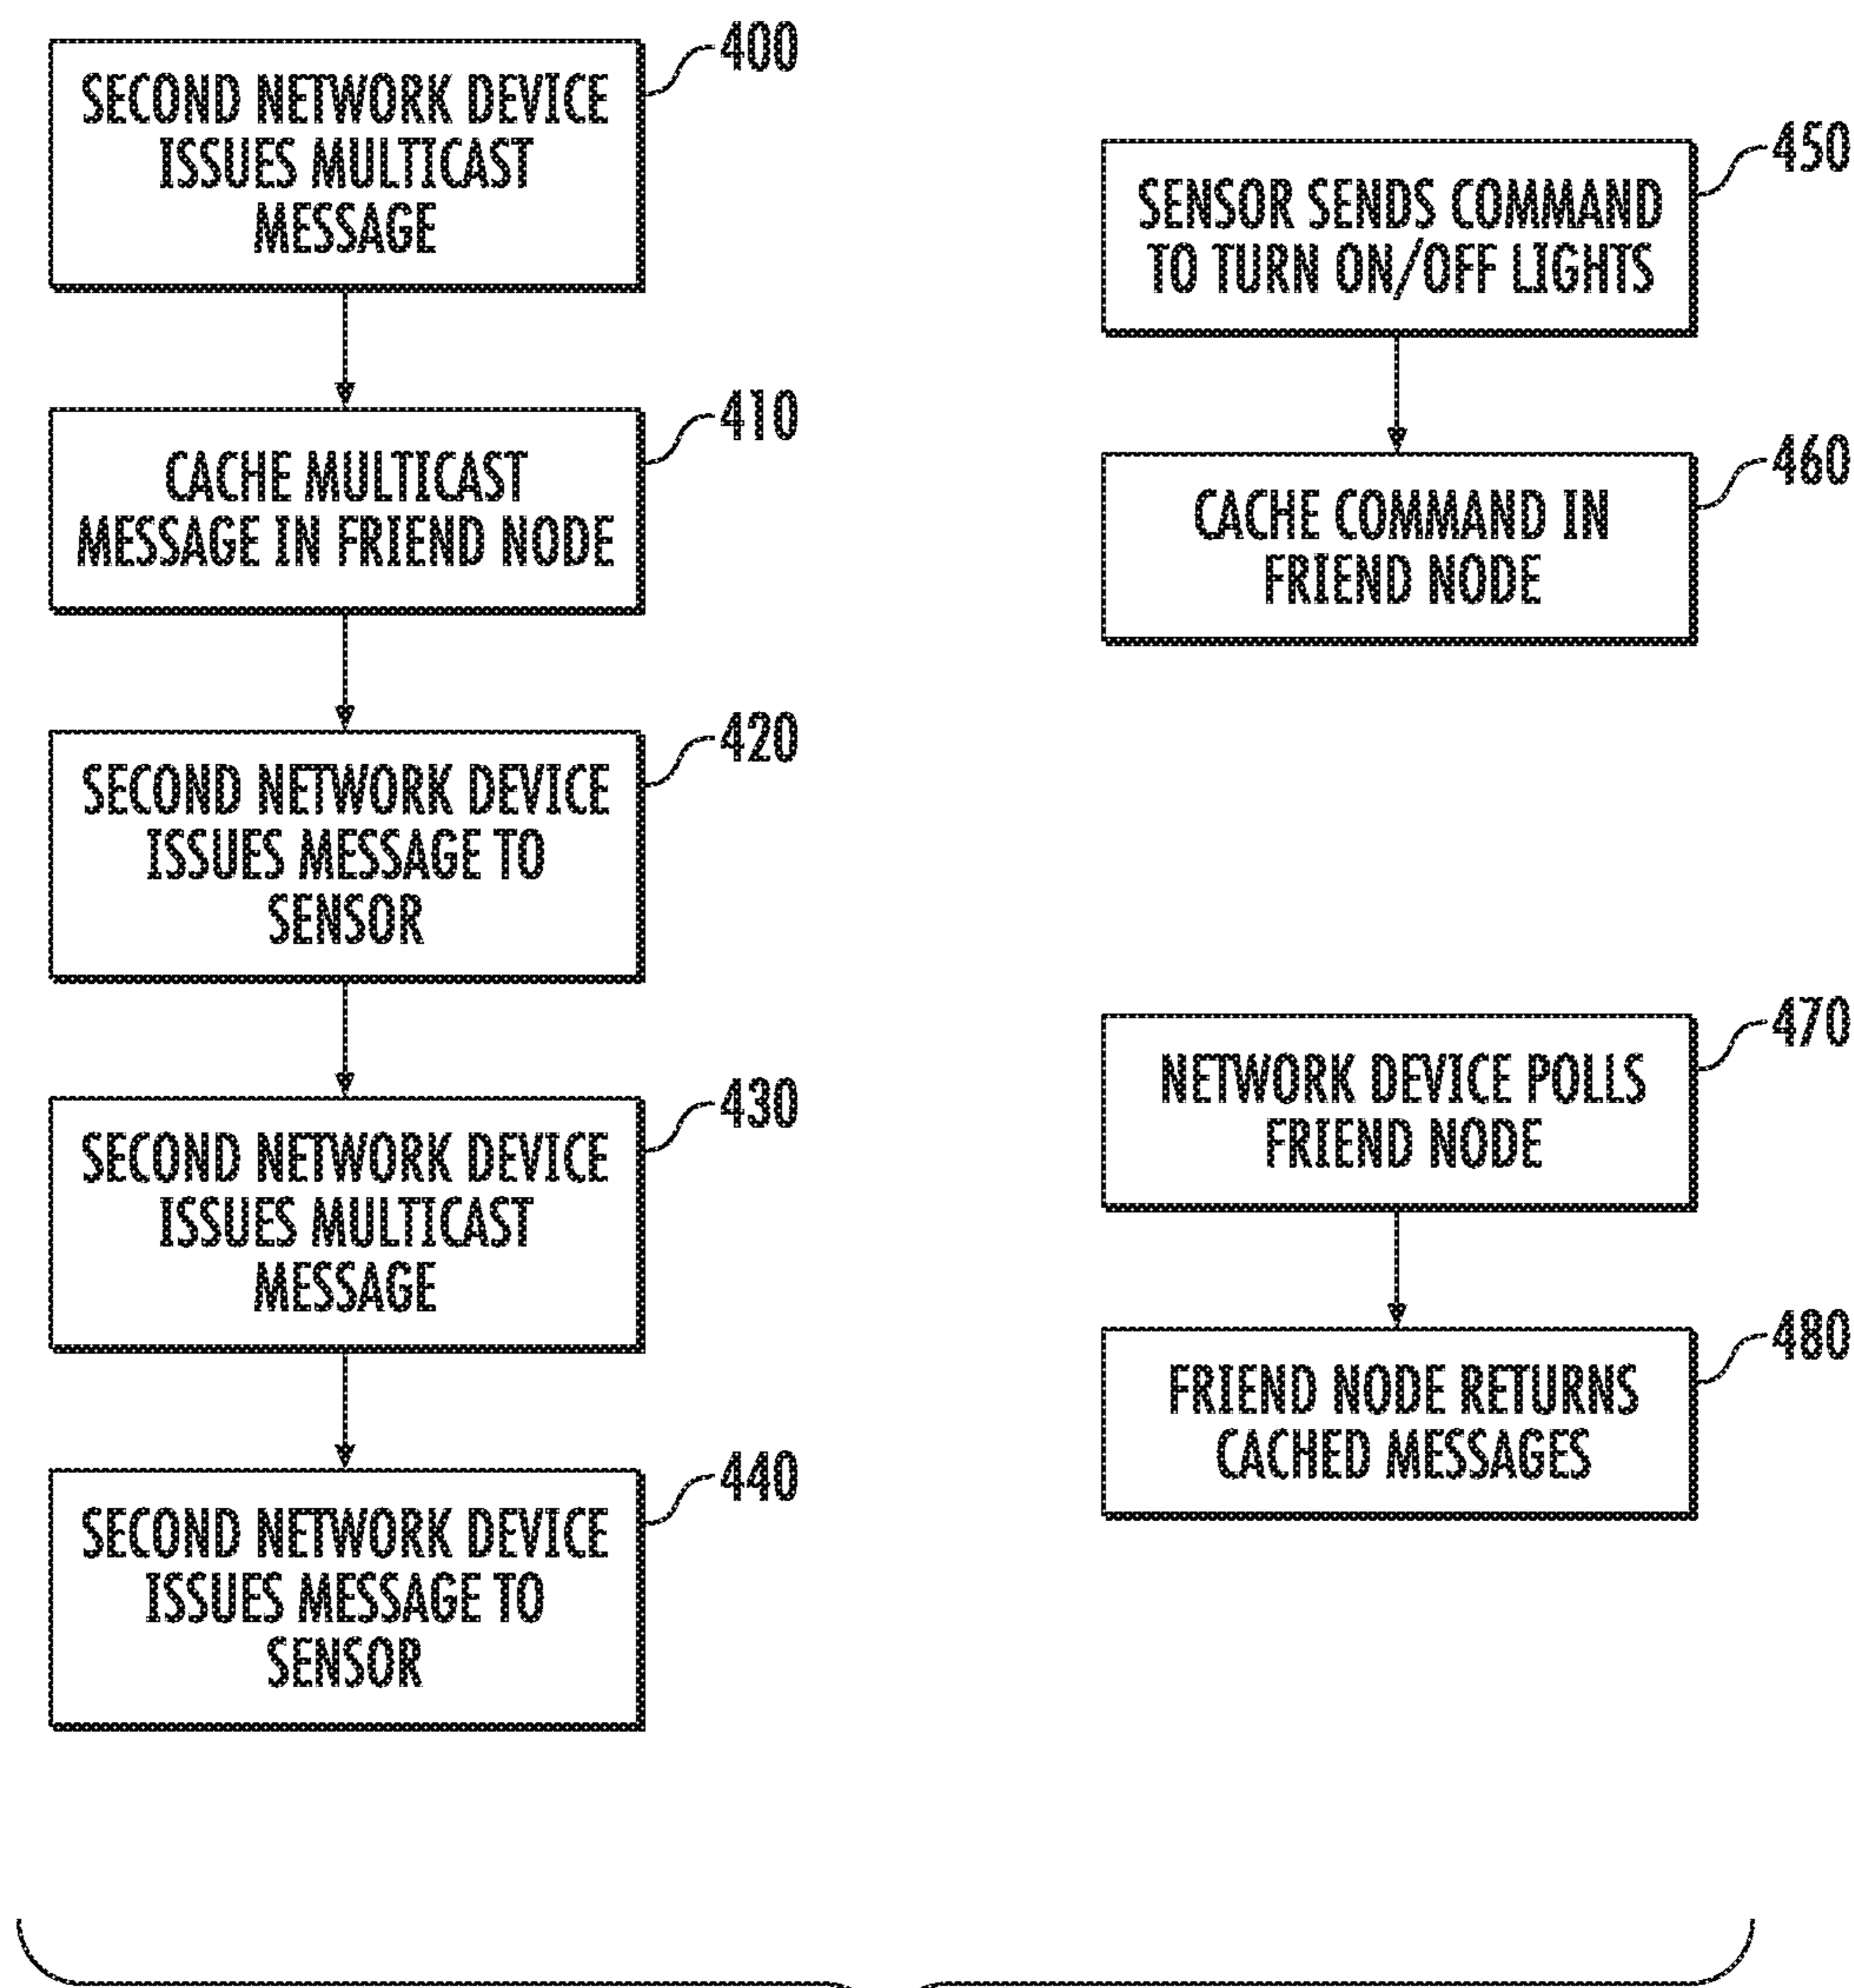 400
SECOND NETWORK DEVICE
ISSUES MULTICAST
MESSAGE
410
CACHE MULTICAST
MESSAGE IN FRIEND NODE
420
SECOND NETWORK DEVICE
ISSUES MESSAGE TO
SENSOR
430
SECOND NETWORK DEVICE
ISSUES MULTICAST
MESSAGE
440
SECOND NETWORK DEVICE
ISSUES MESSAGE TO
SENSOR
450
SENSOR SENDS COMMAND
TO TURN ON/OFF LIGHTS
460
CACHE COMMAND IN
FRIEND NODE
470
NETWORK DEVICE POLLS
FRIEND NODE
480
FRIEND NODE RETURNS
CACHED MESSAGES